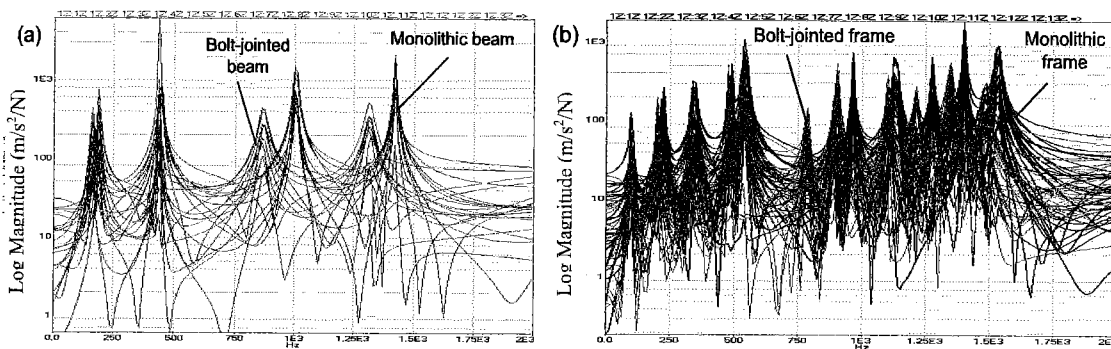 (a)
Bolt-jointed
beam
Monolithic beam
Log Magnitude (m/s²/N)
1E3
100
10
1
0.0 250 500 750 1E3 1.25E3 1.5E3 1.75E3 2E3
Hz
(b)
Bolt-jointed frame
Monolithic
frame
Log Magnitude (m/s²/N)
1E3
100
10
1
0.0 250 500 750 1E3 1.25E3 1.5E3 1.75E3
Hz